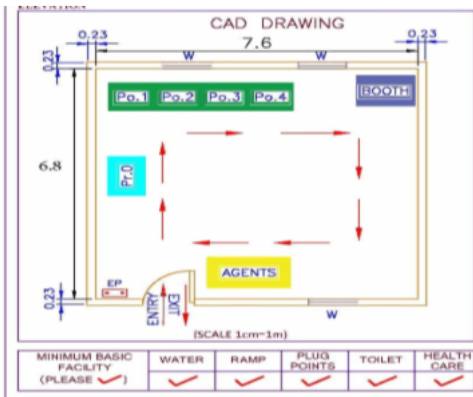 ELEVATION
CAD DRAWING
0.23 7.6 0.23
W W
0.23
Po.1 Po.2 Po.3 Po.4 BOOTH
6.8
Pr.O
AGENTS
EP
0.23
ENTRY EXIT
W
(SCALE 1cm=1m)
MINIMUM BASIC FACILITY (PLEASE ✓) WATER RAMP PLUG POINTS TOILET HEALTH CARE
✓ ✓ ✓ ✓ ✓